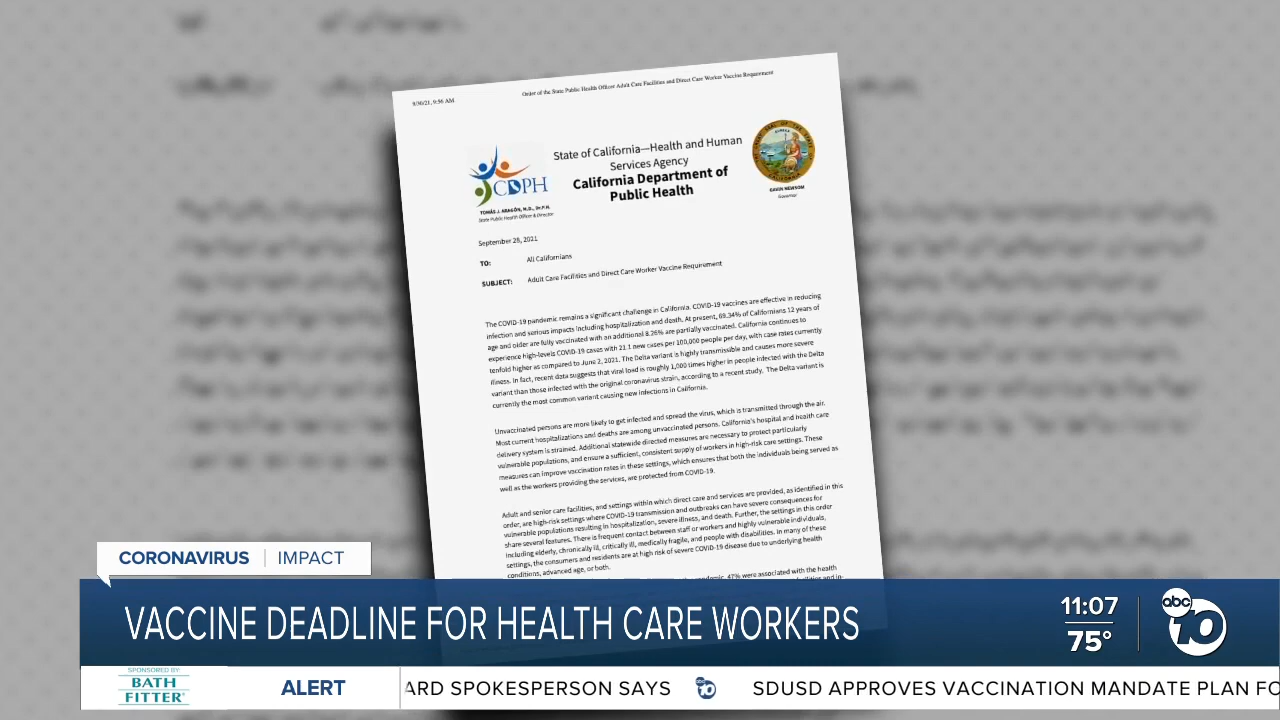 9/30/21, 9:56 AM
Order of the State Public Health Officer Adult Care Facilities and Direct Care Worker Vaccine Requirement
State of California—Health and Human
Services Agency
California Department of
Public Health
CDPH
TOMÁS J. ARAGÓN, M.D., Dr.P.H.
State Public Health Officer & Director
GAVIN NEWSOM
Governor
September 28, 2021
TO: All Californians
SUBJECT: Adult Care Facilities and Direct Care Worker Vaccine Requirement
The COVID-19 pandemic remains a significant challenge in California. COVID-19 vaccines are effective in reducing
infection and serious impacts including hospitalization and death. At present, 69.34% of Californians 12 years of
age and older are fully vaccinated with an additional 8.26% are partially vaccinated. California continues to
experience high-levels COVID-19 cases with 21.1 new cases per 100,000 people per day, with case rates currently
tenfold higher as compared to June 2, 2021. The Delta variant is highly transmissible and causes more severe
illness. In fact, recent data suggests that viral load is roughly 1,000 times higher in people infected with the Delta
variant than those infected with the original coronavirus strain, according to a recent study. The Delta variant is
currently the most common variant causing new infections in California.
Unvaccinated persons are more likely to get infected and spread the virus, which is transmitted through the air.
Most current hospitalizations and deaths are among unvaccinated persons. California's hospital and health care
delivery system is strained. Additional statewide directed measures are necessary to protect particularly
vulnerable populations, and ensure a sufficient, consistent supply of workers in high-risk care settings. These
measures can improve vaccination rates in these settings, which ensures that both the individuals being served as
well as the workers providing the services, are protected from COVID-19.
Adult and senior care facilities, and settings within which direct care and services are provided, as identified in this
order, are high-risk settings where COVID-19 transmission and outbreaks can have severe consequences for
vulnerable populations resulting in hospitalization, severe illness, and death. Further, the settings in this order
share several features. There is frequent contact between staff or workers and highly vulnerable individuals,
including elderly, chronically ill, critically ill, medically fragile, and people with disabilities. In many of these
settings, the consumers and residents are at high risk of severe COVID-19 disease due to underlying health
conditions, advanced age, or both.
47% were associated with the health
CORONAVIRUS IMPACT
VACCINE DEADLINE FOR HEALTH CARE WORKERS
11:07
75°
abc 10
SPONSORED BY:
BATH
FITTER®
ALERT
ARD SPOKESPERSON SAYS abc 10 SDUSD APPROVES VACCINATION MANDATE PLAN FO